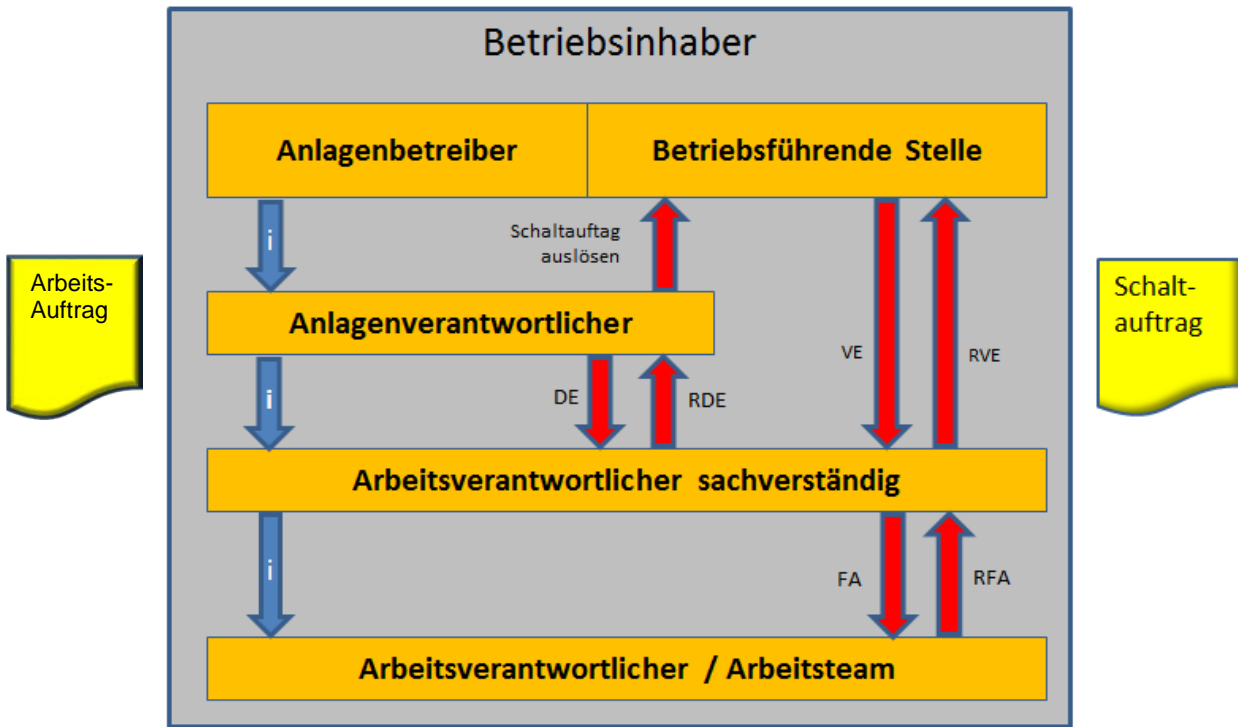 Betriebsinhaber
Anlagenbetreiber
Betriebsführende Stelle
i
Schaltauftag
auslösen
Arbeits-
Auftrag
Schalt-
auftrag
Anlagenverantwortlicher
i
DE
RDE
VE
RVE
Arbeitsverantwortlicher sachverständig
i
FA
RFA
Arbeitsverantwortlicher / Arbeitsteam